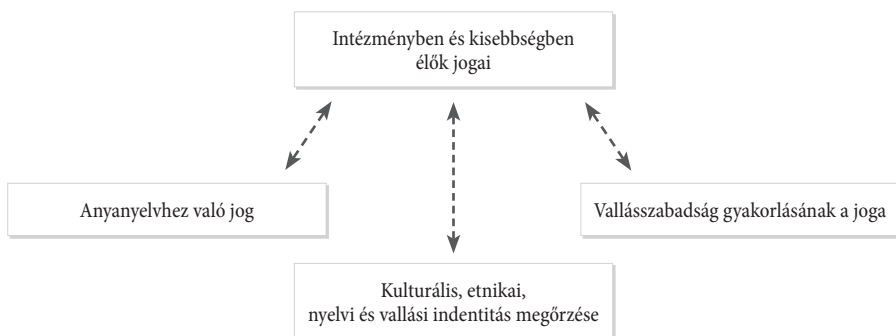 Intézményben és kisebbségben
élők jogai
Anyanyelvhez való jog
Vallásszabadság gyakorlásának a joga
Kulturális, etnikai,
nyelvi és vallási indentitás megőrzése